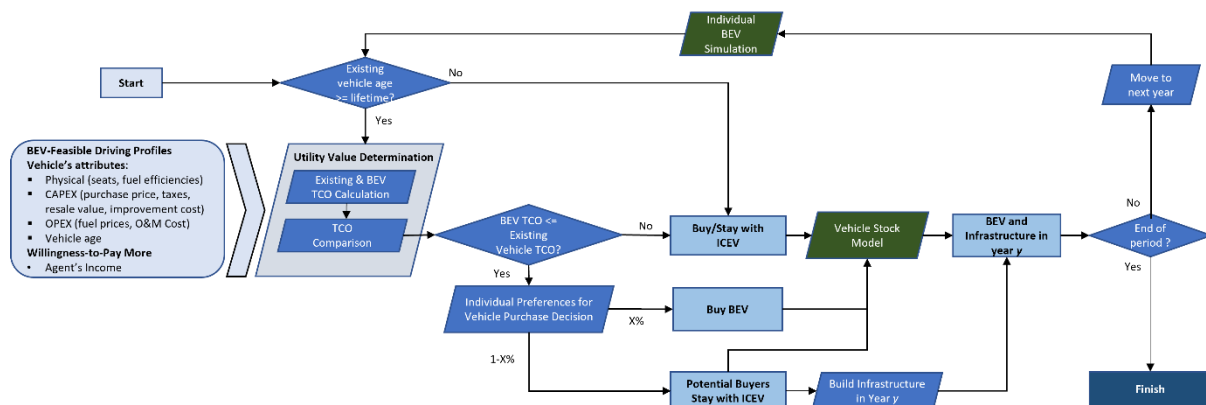 Individual
BEV
Simulation
Start
Existing
vehicle age
>= lifetime?
No
Yes
Move to
next year
BEV-Feasible Driving Profiles
Vehicle's attributes:
▪ Physical (seats, fuel efficiencies)
▪ CAPEX (purchase price, taxes,
resale value, improvement cost)
▪ OPEX (fuel prices, O&M Cost)
▪ Vehicle age
Willingness-to-Pay More
• Agent's Income
Utility Value Determination
Existing & BEV
TCO Calculation
TCO
Comparison
BEV TCO <=
Existing
Vehicle TCO?
No
Yes
Buy/Stay with
ICEV
Vehicle Stock
Model
BEV and
Infrastructure in
year y
End of
period ?
No
Yes
Individual Preferences for
Vehicle Purchase Decision
X%
Buy BEV
1-X%
Potential Buyers
Stay with ICEV
Build Infrastructure
in Year y
Finish